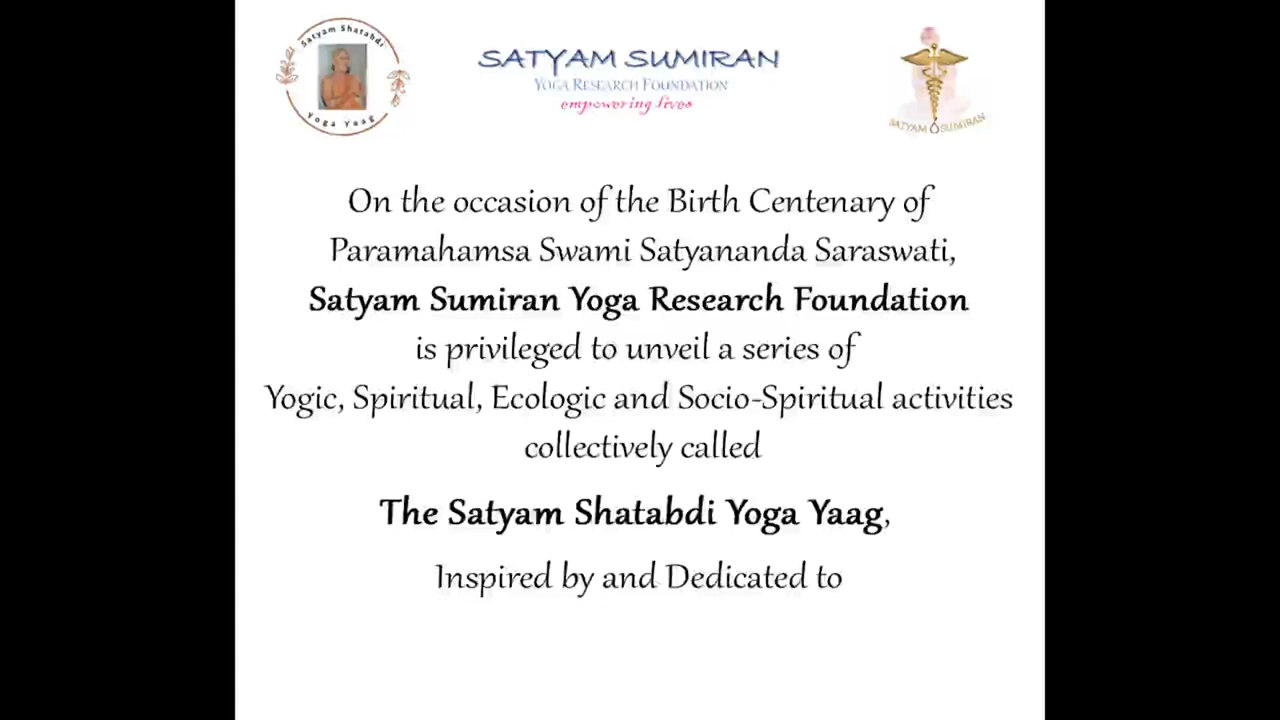 Satyam Shatabdi
Yoga Yaag
SATYAM SUMIRAN
YOGA RESEARCH FOUNDATION
empowering lives
SATYAM SUMIRAN
On the occasion of the Birth Centenary of
Paramahamsa Swami Satyananda Saraswati,
Satyam Sumiran Yoga Research Foundation
is privileged to unveil a series of
Yogic, Spiritual, Ecologic and Socio-Spiritual activities
collectively called
The Satyam Shatabdi Yoga Yaag,
Inspired by and Dedicated to